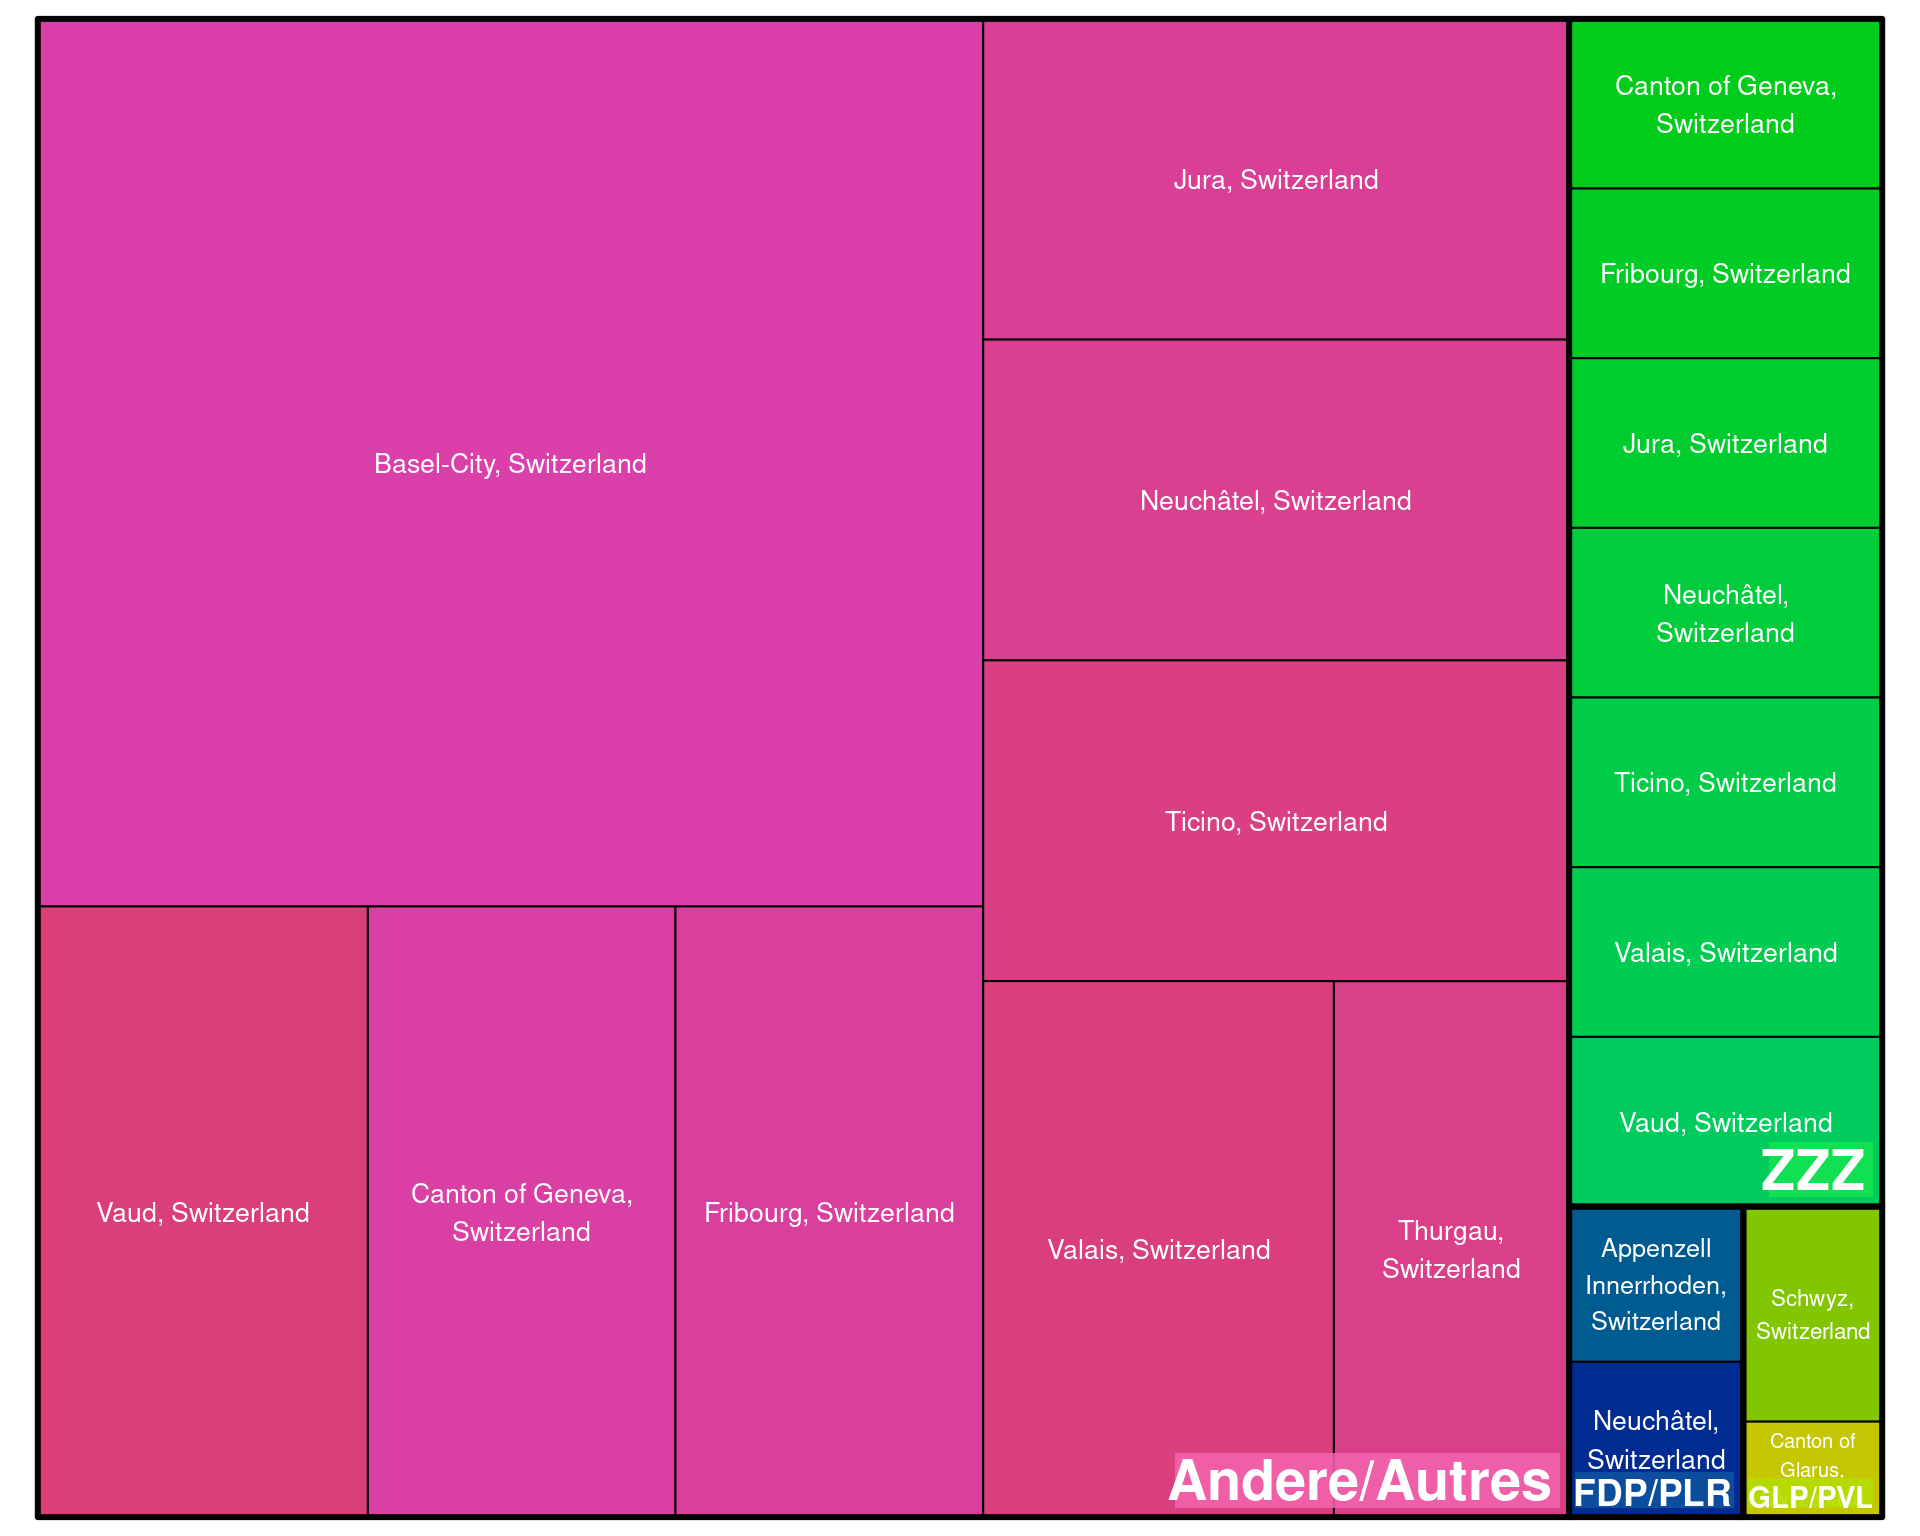 Basel-City, Switzerland
Vaud, Switzerland
Canton of Geneva,
Switzerland
Fribourg, Switzerland
Jura, Switzerland
Neuchâtel, Switzerland
Ticino, Switzerland
Valais, Switzerland
Thurgau,
Switzerland
Andere/Autres
Canton of Geneva,
Switzerland
Fribourg, Switzerland
Jura, Switzerland
Neuchâtel,
Switzerland
Ticino, Switzerland
Valais, Switzerland
Vaud, Switzerland
ZZZ
Appenzell
Innerrhoden,
Switzerland
Neuchâtel,
Switzerland
FDP/PLR
Schwyz,
Switzerland
Canton of
Glarus,
GLP/PVL